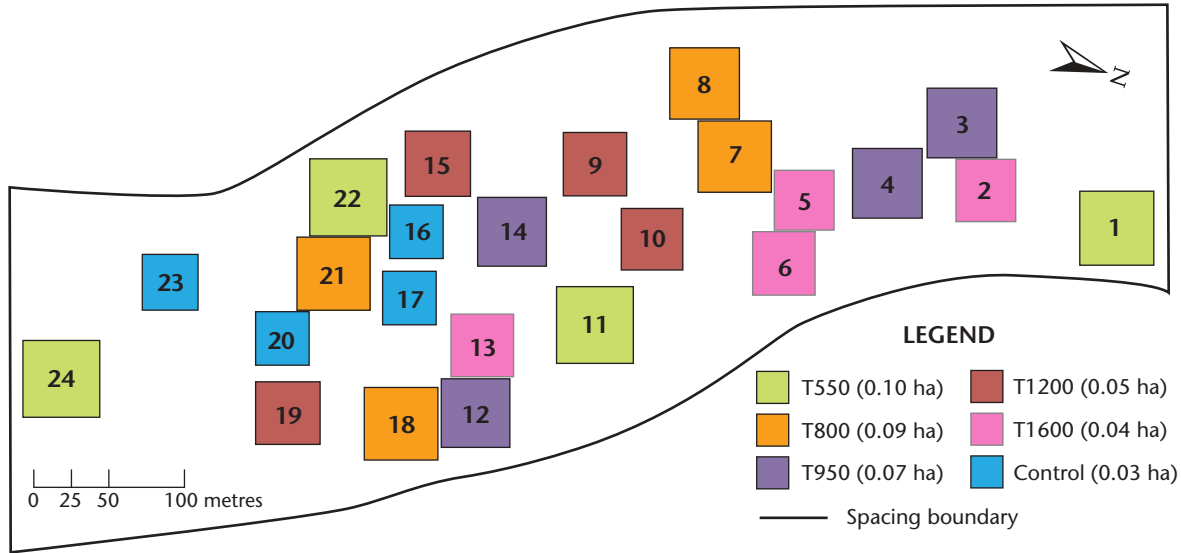 8
N
3
7
15
9
22
4
2
5
16
14
1
10
6
23
21
17
11
20
13
LEGEND
24
T550 (0.10 ha)
T1200 (0.05 ha)
19
18
12
T800 (0.09 ha)
T1600 (0.04 ha)
T950 (0.07 ha)
Control (0.03 ha)
0 25 50 100 metres
Spacing boundary